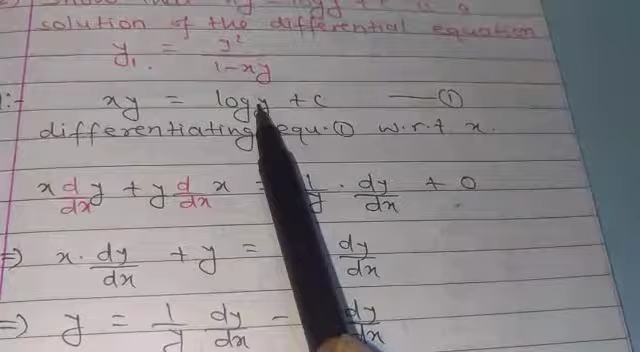 solution of the differential equation
y₁ = y²/(1-xy)
xy = log y + c —— ①
differentiating equ. ① w.r.t x.
x d/dx y + y d/dx x = 1/y · dy/dx + 0
⇒ x · dy/dx + y = dy/dx
⇒ y = 1/y dy/dx - dy/dx